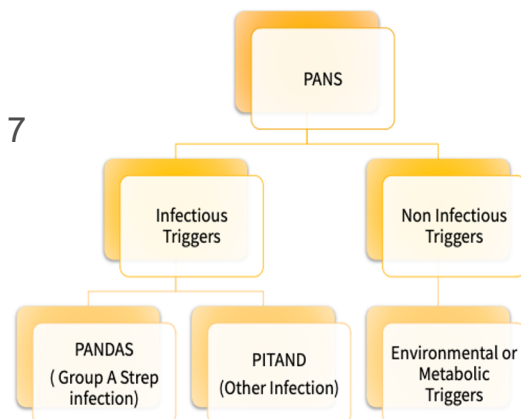 PANS
7
Infectious
Triggers
Non Infectious
Triggers
PANDAS
( Group A Strep
infection)
PITAND
(Other Infection)
Environmental or
Metabolic
Triggers